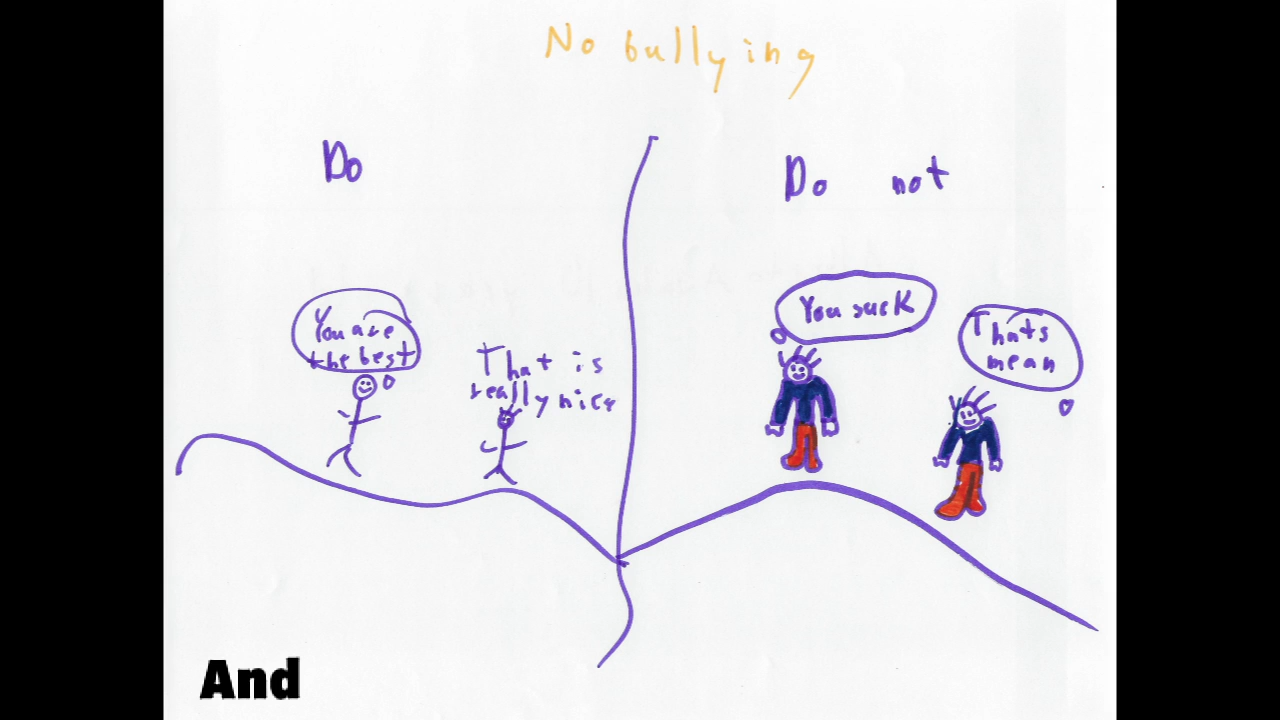 No bullying
Do
Do not
You are
the best
That is
really nice
You suck
Thats
mean
And